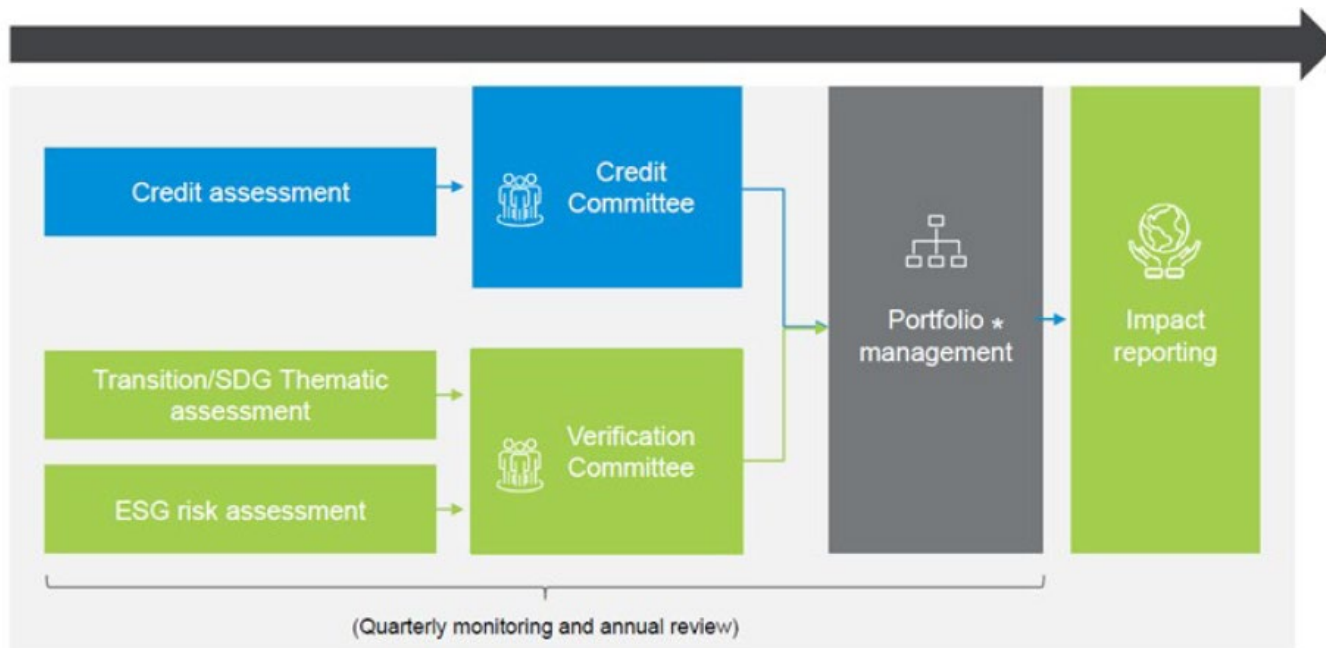 Credit assessment
Credit
Committee
Transition/SDG Thematic
assessment
ESG risk assessment
Verification
Committee
Portfolio *
management
Impact
reporting
(Quarterly monitoring and annual review)